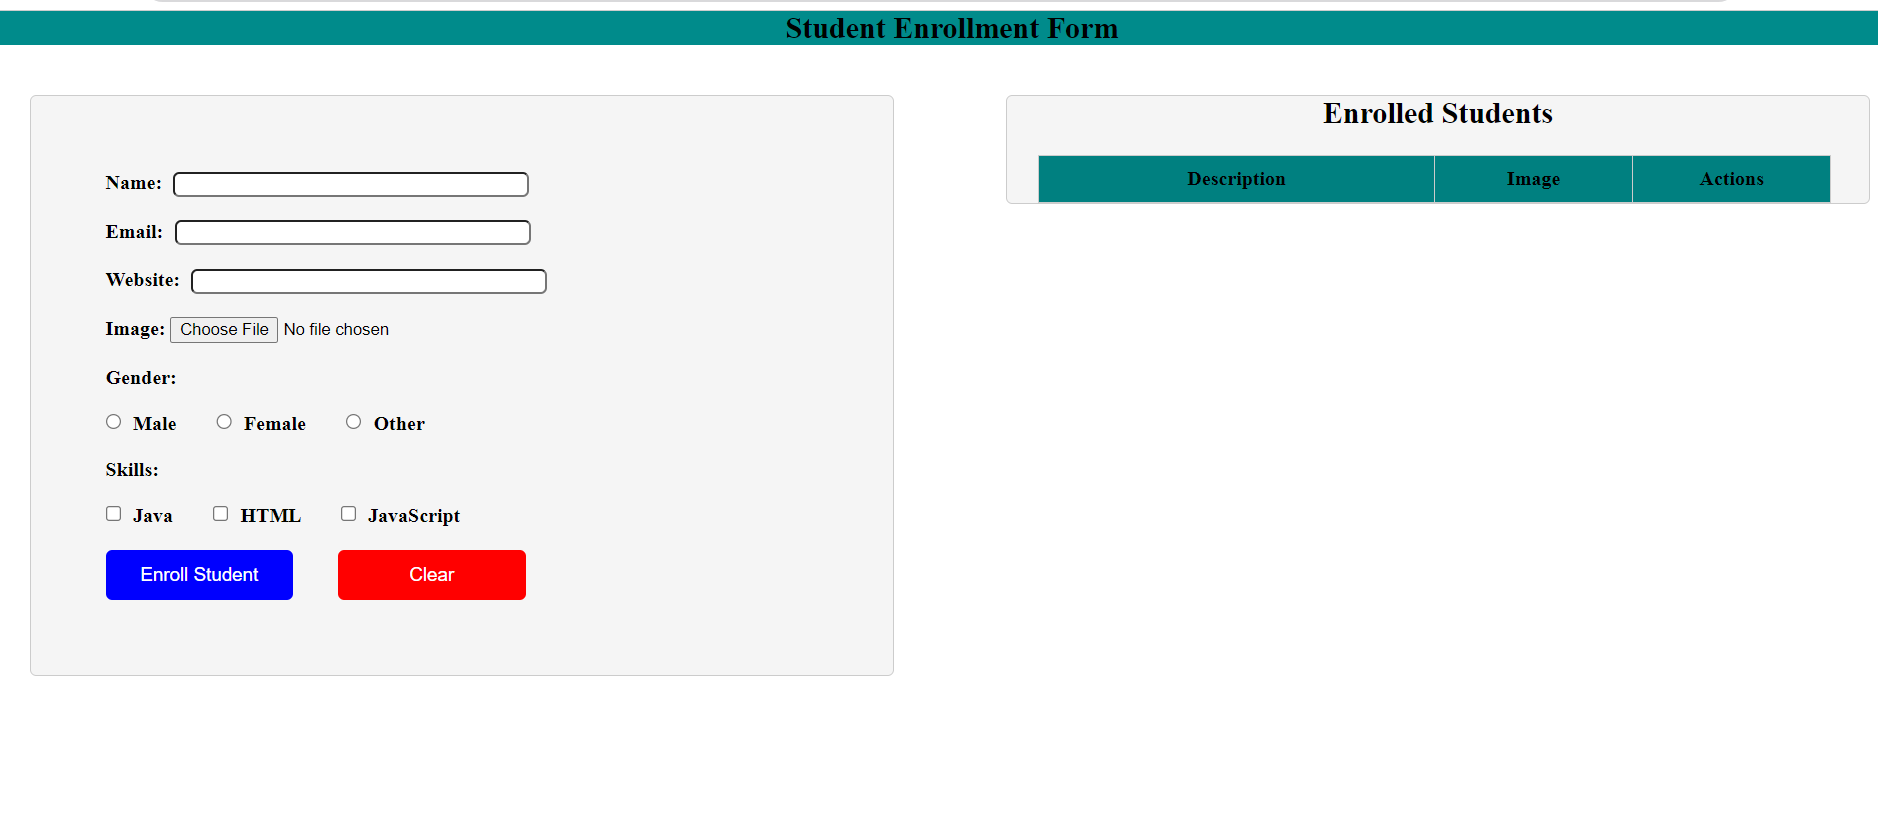 Student Enrollment Form
Name:
Email:
Website:
Image: Choose File No file chosen
Gender:
Male Female Other
Skills:
Java HTML JavaScript
Enroll Student Clear
Enrolled Students
Description Image Actions